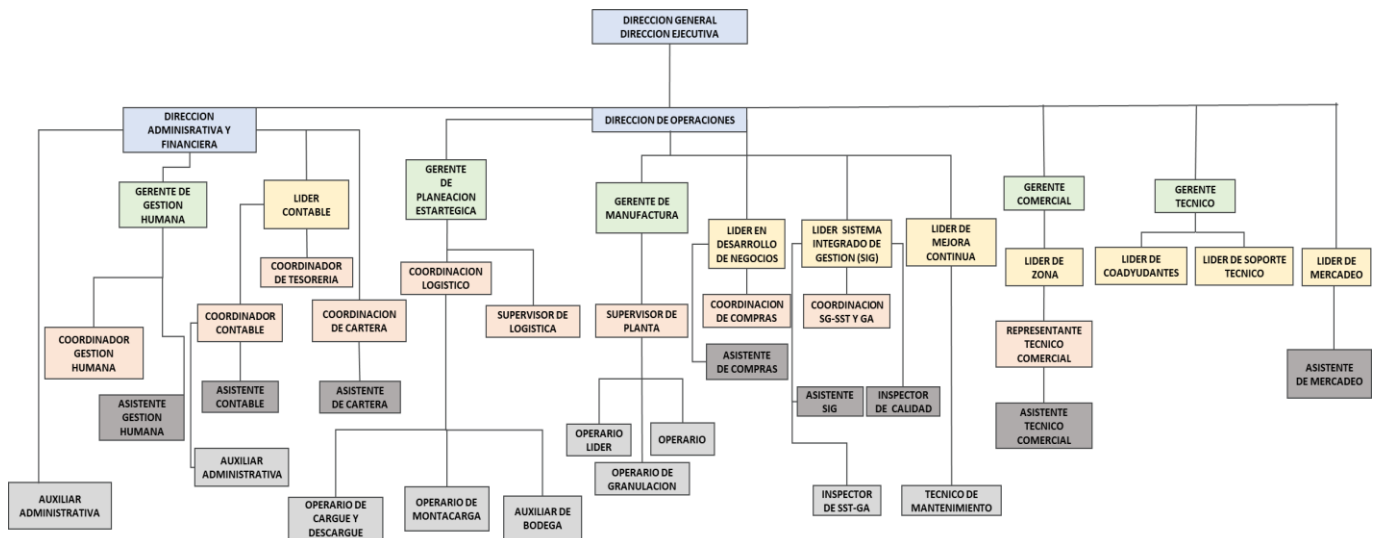 DIRECCION GENERAL
DIRECCION EJECUTIVA
DIRECCION
ADMINISRATIVA Y
FINANCIERA
DIRECCION DE OPERACIONES
GERENTE DE
GESTION
HUMANA
LIDER
CONTABLE
GERENTE
DE
PLANEACION
ESTARTEGICA
GERENTE DE
MANUFACTURA
LIDER EN
DESARROLLO
DE NEGOCIOS
LIDER SISTEMA
INTEGRADO DE
GESTION (SIG)
LIDER DE
MEJORA
CONTINUA
GERENTE
COMERCIAL
GERENTE
TECNICO
LIDER
DE ZONA
LIDER DE
COADYUDANTES
LIDER DE SOPORTE
TECNICO
LIDER DE
MERCADEO
COORDINADOR
DE TESORERIA
COORDINACION
LOGISTICO
COORDINADOR
CONTABLE
COORDINACION
DE CARTERA
SUPERVISOR DE
LOGISTICA
SUPERVISOR DE
PLANTA
COORDINACION
DE COMPRAS
COORDINACION
SG-SST Y GA
REPRESENTANTE
TECNICO
COMERCIAL
COORDINADOR
GESTION
HUMANA
ASISTENTE
DE COMPRAS
ASISTENTE
DE MERCADEO
ASISTENTE
GESTION
HUMANA
ASISTENTE
CONTABLE
ASISTENTE
DE CARTERA
ASISTENTE
SIG
INSPECTOR
DE CALIDAD
ASISTENTE
TECNICO
COMERCIAL
OPERARIO
LIDER
OPERARIO
AUXILIAR
ADMINISTRATIVA
OPERARIO DE
GRANULACION
AUXILIAR
ADMINISTRATIVA
OPERARIO DE
CARGUE Y
DESCARGUE
OPERARIO DE
MONTACARGA
AUXILIAR DE
BODEGA
INSPECTOR
DE SST-GA
TECNICO DE
MANTENIMIENTO